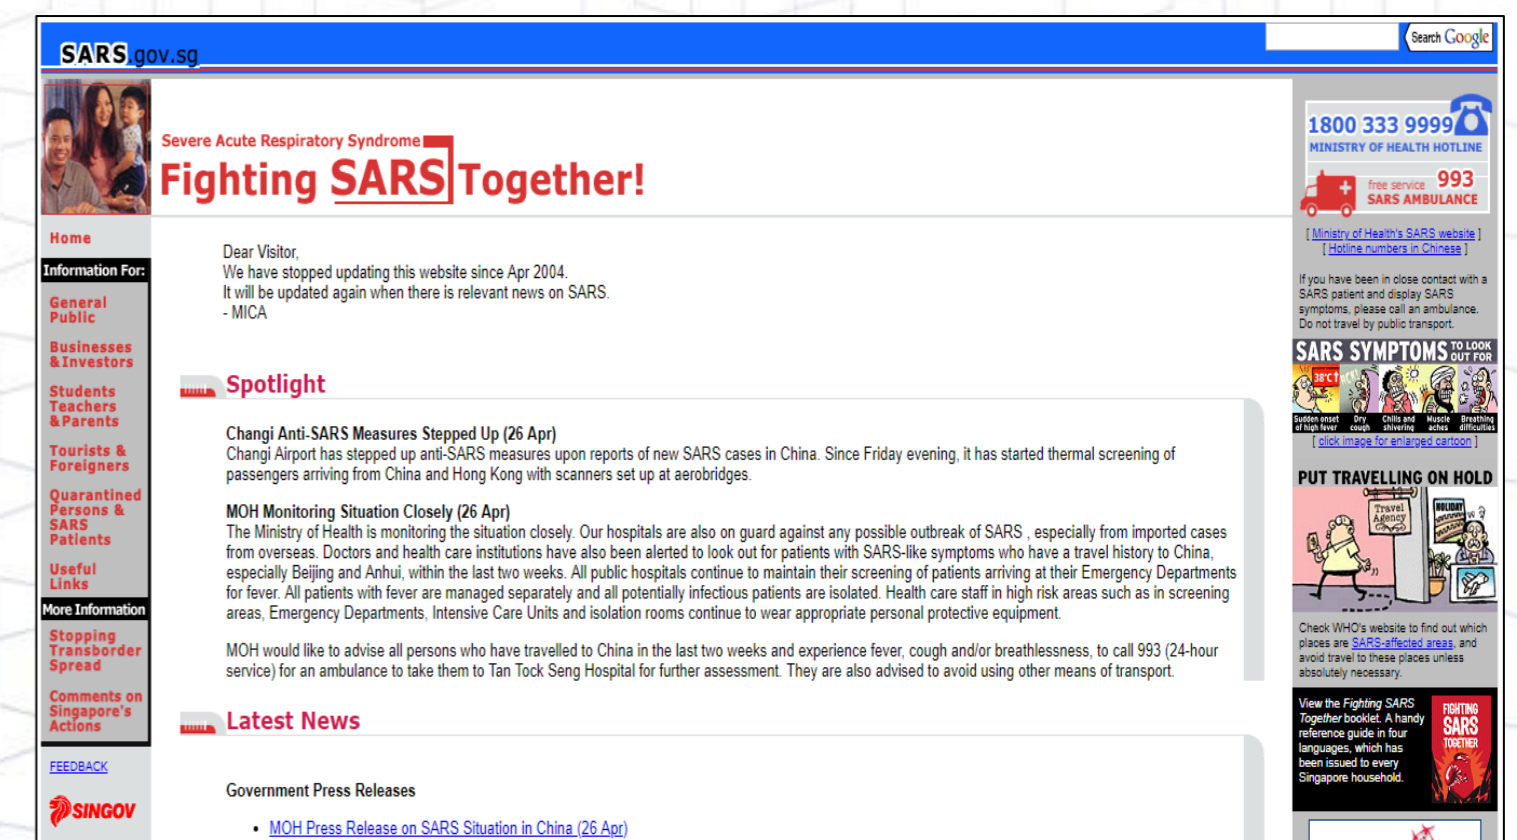 SARS.gov.sg
Search Google
Severe Acute Respiratory Syndrome
Fighting SARS Together!
Home
Information For:
General
Public
Businesses
& Investors
Students
Teachers
& Parents
Tourists &
Foreigners
Quarantined
Persons &
SARS
Patients
Useful
Links
More Information
Stopping
Transborder
Spread
Comments on
Singapore's
Actions
FEEDBACK
SINGOV
Dear Visitor,
We have stopped updating this website since Apr 2004.
It will be updated again when there is relevant news on SARS.
- MICA
Spotlight
Changi Anti-SARS Measures Stepped Up (26 Apr)
Changi Airport has stepped up anti-SARS measures upon reports of new SARS cases in China. Since Friday evening, it has started thermal screening of
passengers arriving from China and Hong Kong with scanners set up at aerobridges.
MOH Monitoring Situation Closely (26 Apr)
The Ministry of Health is monitoring the situation closely. Our hospitals are also on guard against any possible outbreak of SARS , especially from imported cases
from overseas. Doctors and health care institutions have also been alerted to look out for patients with SARS-like symptoms who have a travel history to China,
especially Beijing and Anhui, within the last two weeks. All public hospitals continue to maintain their screening of patients arriving at their Emergency Departments
for fever. All patients with fever are managed separately and all potentially infectious patients are isolated. Health care staff in high risk areas such as in screening
areas, Emergency Departments, Intensive Care Units and isolation rooms continue to wear appropriate personal protective equipment.
MOH would like to advise all persons who have travelled to China in the last two weeks and experience fever, cough and/or breathlessness, to call 993 (24-hour
service) for an ambulance to take them to Tan Tock Seng Hospital for further assessment. They are also advised to avoid using other means of transport.
Latest News
Government Press Releases
• MOH Press Release on SARS Situation in China (26 Apr)
1800 333 9999
MINISTRY OF HEALTH HOTLINE
free service 993
SARS AMBULANCE
[ Ministry of Health's SARS website ]
[ Hotline numbers in Chinese ]
If you have been in close contact with a
SARS patient and display SARS
symptoms, please call an ambulance.
Do not travel by public transport.
SARS SYMPTOMS TO LOOK
OUT FOR
38°C
Sudden onset
of high fever
Dry
cough
Chills and
shivering
Muscle
aches
Breathing
difficulties
[ click image for enlarged cartoon ]
PUT TRAVELLING ON HOLD
Travel
Agency
HOLIDAY
Check WHO's website to find out which
places are SARS-affected areas, and
avoid travel to these places unless
absolutely necessary.
View the Fighting SARS
Together booklet. A handy
reference guide in four
languages, which has
been issued to every
Singapore household.
FIGHTING
SARS
TOGETHER